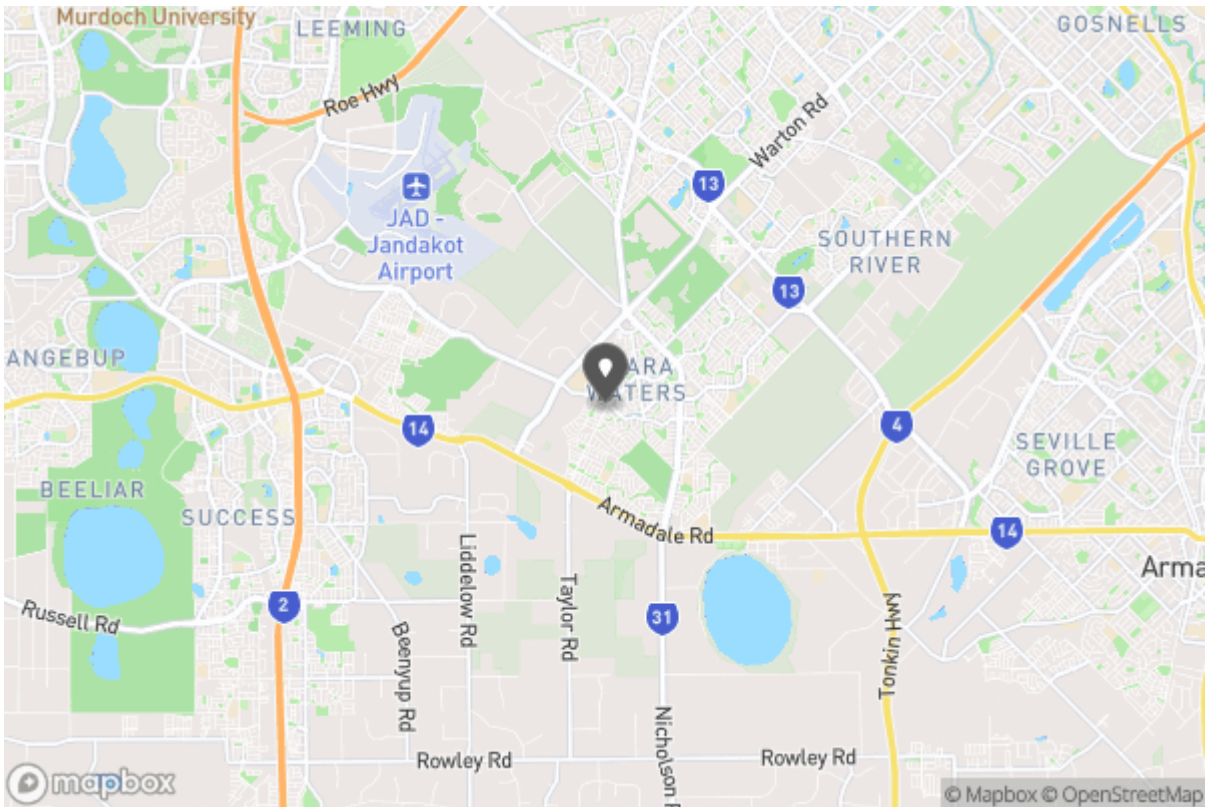 Murdoch University
LEEMING
GOSNELLS
Roe Hwy
Warton Rd
13
JAD -
Jandakot
Airport
SOUTHERN
RIVER
13
ANGEBUP
ARA
WATERS
14
4
SEVILLE
GROVE
BEELIAR
SUCCESS
Armadale Rd
14
Arma
Liddelow Rd
Taylor Rd
2
31
Russell Rd
Beenyup Rd
Tonkin Hwy
Nicholson R
Rowley Rd
Rowley Rd
mapbox
© Mapbox © OpenStreetMap